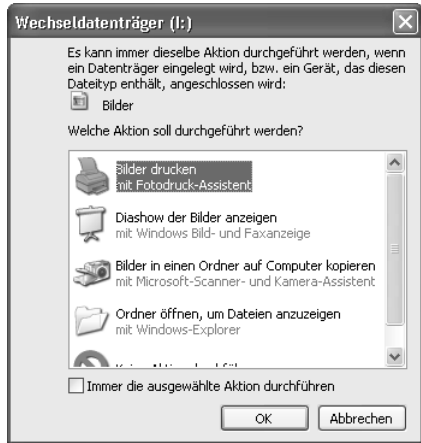 Wechseldatenträger (I:)
Es kann immer dieselbe Aktion durchgeführt werden, wenn
ein Datenträger eingelegt wird, bzw. ein Gerät, das diesen
Dateityp enthält, angeschlossen wird:
Bilder
Welche Aktion soll durchgeführt werden?
Bilder drucken
mit Fotodruck-Assistent
Diashow der Bilder anzeigen
mit Windows Bild- und Faxanzeige
Bilder in einen Ordner auf Computer kopieren
mit Microsoft-Scanner- und Kamera-Assistent
Ordner öffnen, um Dateien anzuzeigen
mit Windows-Explorer
Immer die ausgewählte Aktion durchführen
OK
Abbrechen